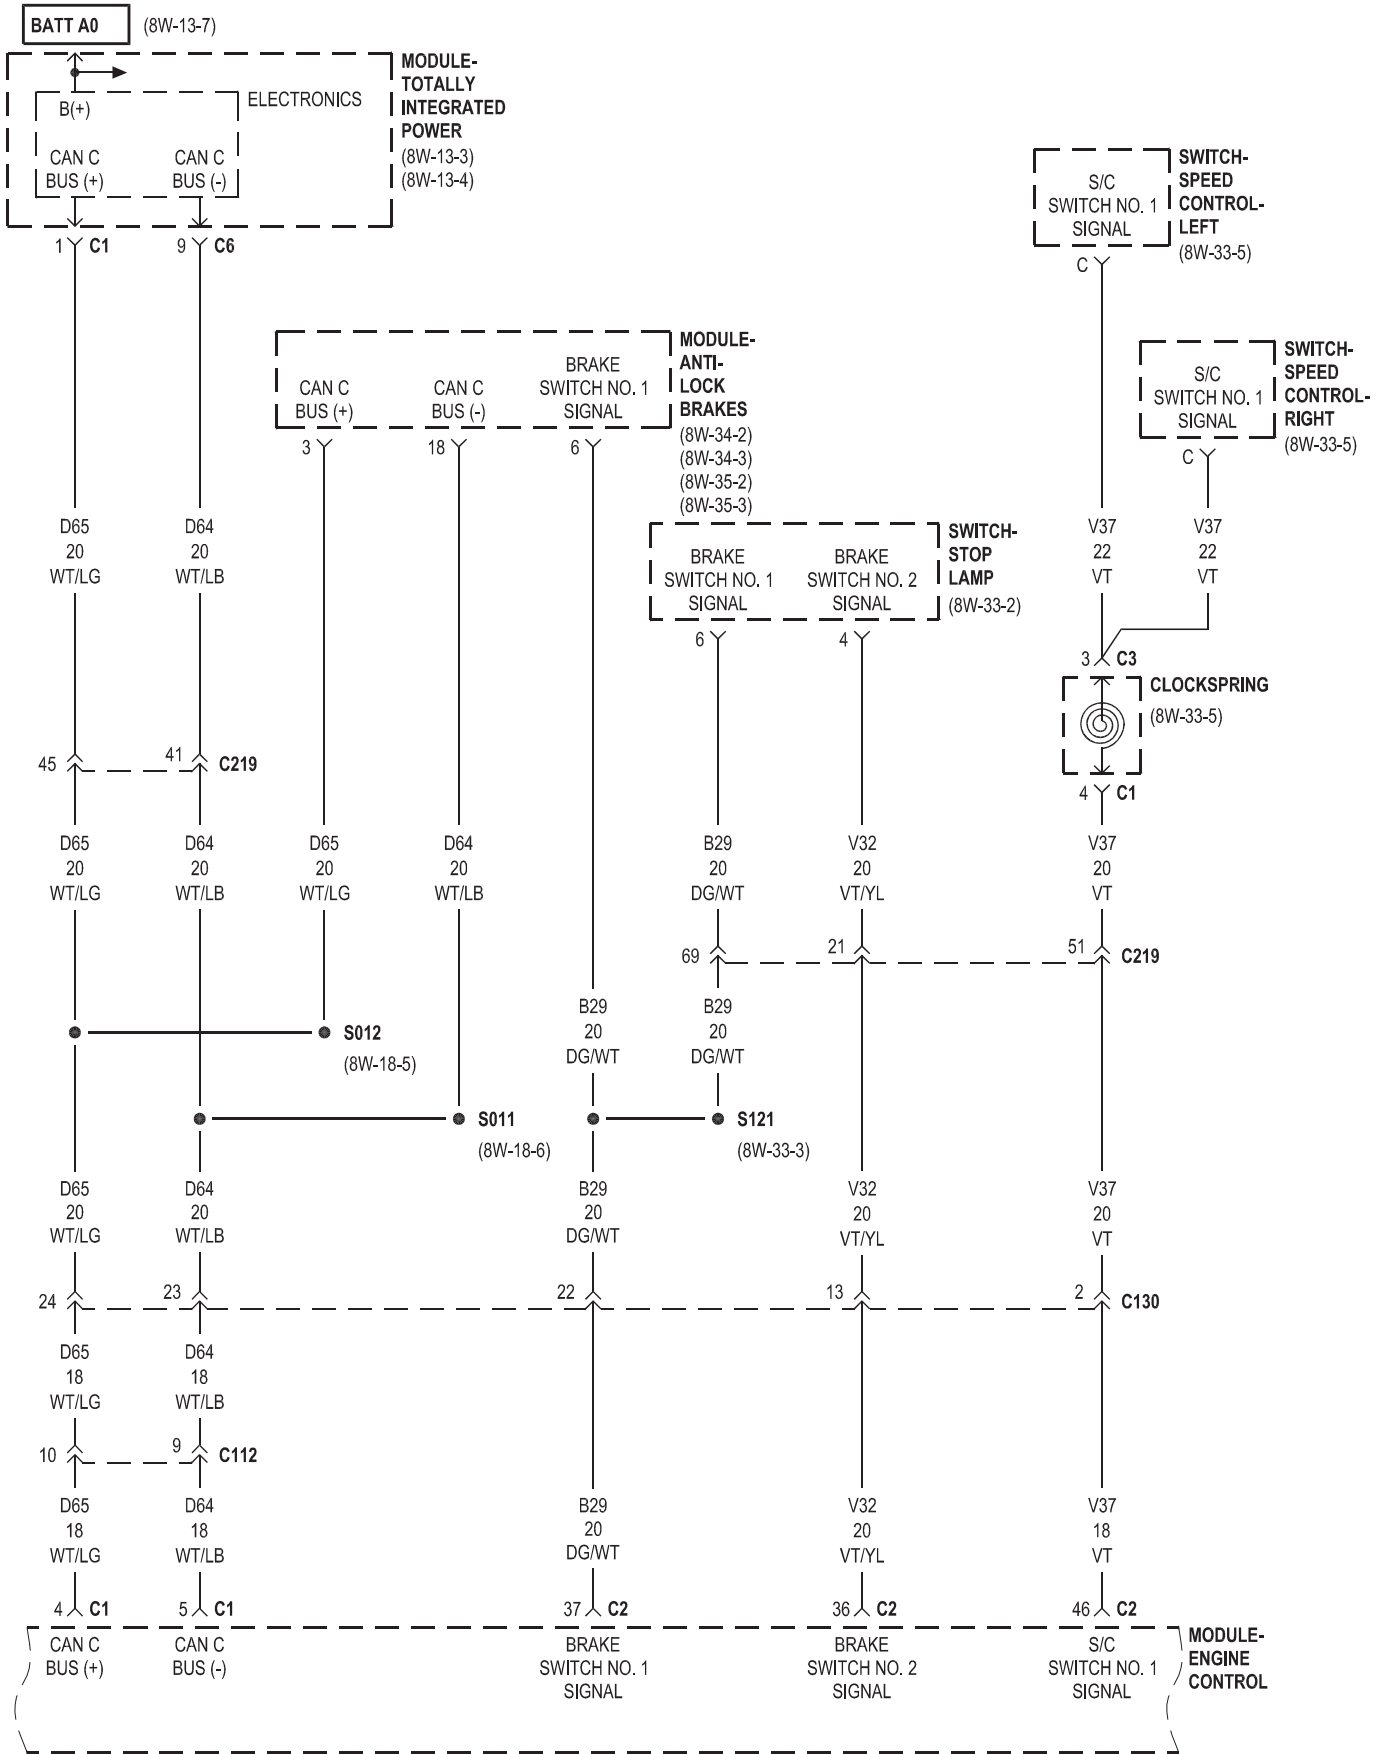 BATT A0 (8W-13-7)
MODULE-
TOTALLY
INTEGRATED
POWER
(8W-13-3)
(8W-13-4)
ELECTRONICS
B(+)
CAN C
BUS (+)
CAN C
BUS (-)
1 C1
9 C6
SWITCH-
SPEED
CONTROL-
LEFT
(8W-33-5)
S/C
SWITCH NO. 1
SIGNAL
C
MODULE-
ANTI-
LOCK
BRAKES
(8W-34-2)
(8W-34-3)
(8W-35-2)
(8W-35-3)
CAN C
BUS (+)
CAN C
BUS (-)
BRAKE
SWITCH NO. 1
SIGNAL
3
18
6
SWITCH-
SPEED
CONTROL-
RIGHT
(8W-33-5)
S/C
SWITCH NO. 1
SIGNAL
C
D65
20
WT/LG
D64
20
WT/LB
SWITCH-
STOP
LAMP
(8W-33-2)
BRAKE
SWITCH NO. 1
SIGNAL
BRAKE
SWITCH NO. 2
SIGNAL
6
4
V37
22
VT
V37
22
VT
3 C3
CLOCKSPRING
(8W-33-5)
4 C1
45
41
C219
D65
20
WT/LG
D64
20
WT/LB
D65
20
WT/LG
D64
20
WT/LB
B29
20
DG/WT
V32
20
VT/YL
V37
20
VT
69
21
51
C219
B29
20
DG/WT
B29
20
DG/WT
S012
(8W-18-5)
S011
(8W-18-6)
S121
(8W-33-3)
D65
20
WT/LG
D64
20
WT/LB
B29
20
DG/WT
V32
20
VT/YL
V37
20
VT
24
23
22
13
2
C130
D65
18
WT/LG
D64
18
WT/LB
10
9
C112
D65
18
WT/LG
D64
18
WT/LB
B29
20
DG/WT
V32
20
VT/YL
V37
18
VT
4 C1
5 C1
37 C2
36 C2
46 C2
CAN C
BUS (+)
CAN C
BUS (-)
BRAKE
SWITCH NO. 1
SIGNAL
BRAKE
SWITCH NO. 2
SIGNAL
S/C
SWITCH NO. 1
SIGNAL
MODULE-
ENGINE
CONTROL